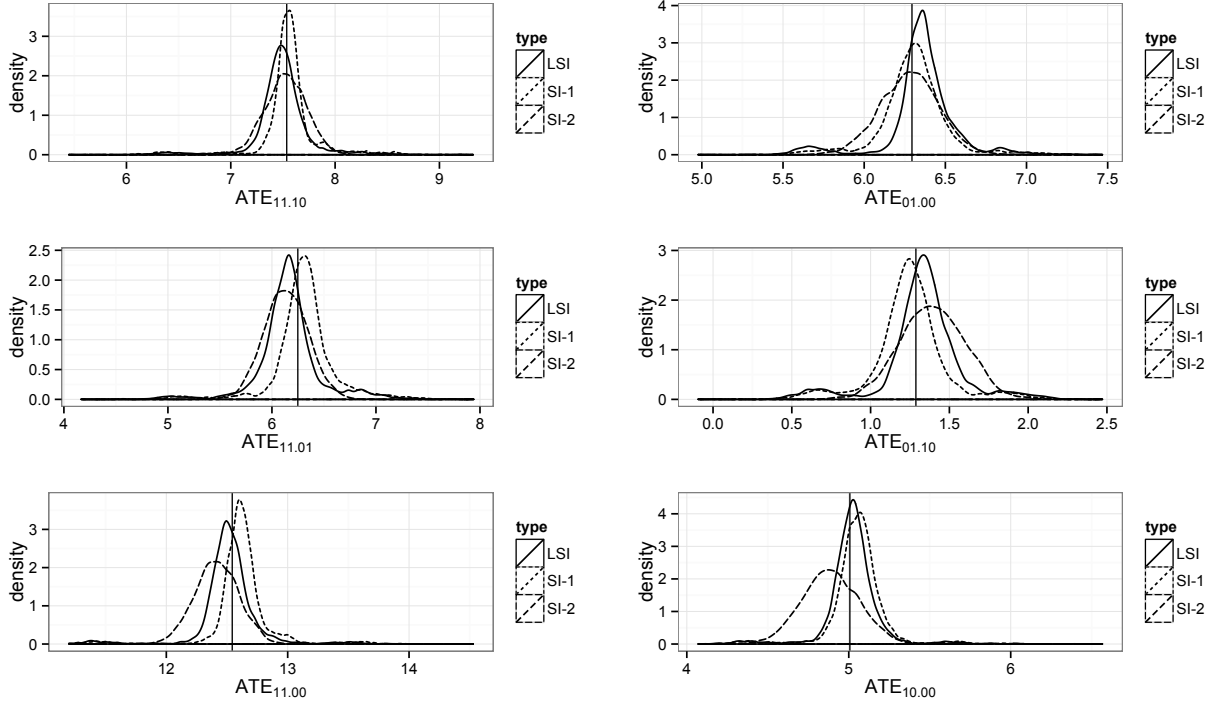 density
3
2
1
0
6
7
8
9
ATE11.10
type
LSI
SI-1
SI-2
density
4
3
2
1
0
5.0
5.5
6.0
6.5
7.0
7.5
ATE01.00
type
LSI
SI-1
SI-2
density
2.5
2.0
1.5
1.0
0.5
0.0
4
5
6
7
8
ATE11.01
type
LSI
SI-1
SI-2
density
3
2
1
0
0.0
0.5
1.0
1.5
2.0
2.5
ATE01.10
type
LSI
SI-1
SI-2
density
3
2
1
0
12
13
14
ATE11.00
type
LSI
SI-1
SI-2
density
4
3
2
1
0
4
5
6
ATE10.00
type
LSI
SI-1
SI-2